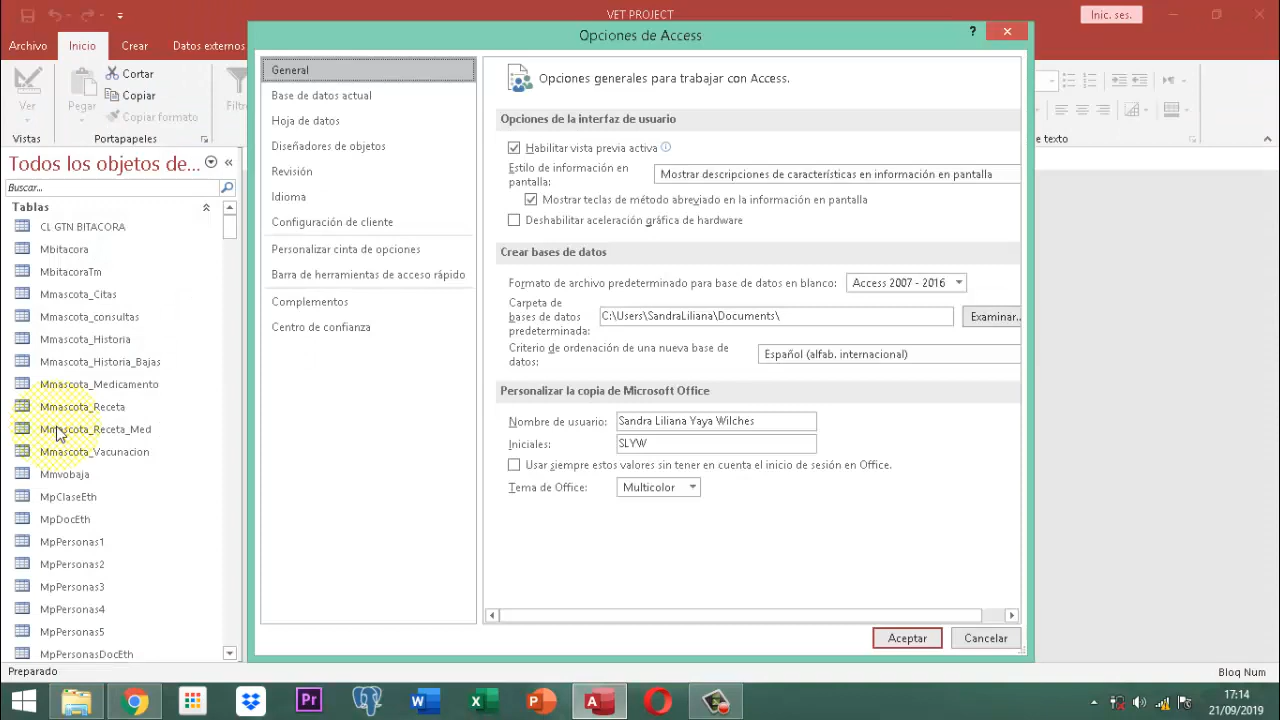 VET PROJECT
Inic. ses.
Archivo
Inicio
Crear
Datos externos
Ver
Vistas
Pegar
Cortar
Copiar
Copiar formato
Portapapeles
Filtr
e texto
Todos los objetos de...
Buscar...
Tablas
CL GTN BITACORA
Mbitacora
MbitacoraTm
Mmascota_Citas
Mmascota_consultas
Mmascota_Historia
Mmascota_Historia_Bajas
Mmascota_Medicamento
Mmascota_Receta
Mmascota_Receta_Med
Mmascota_Vacunacion
Mmvobaja
MpClaseEth
MpDocEth
MpPersonas1
MpPersonas2
MpPersonas3
MpPersonas4
MpPersonas5
MpPersonasDocEth
Opciones de Access
General
Base de datos actual
Hoja de datos
Diseñadores de objetos
Revisión
Idioma
Configuración de cliente
Personalizar cinta de opciones
Barra de herramientas de acceso rápido
Complementos
Centro de confianza
Opciones generales para trabajar con Access.
Opciones de la interfaz de usuario
Habilitar vista previa activa
Estilo de información en
pantalla:
Mostrar descripciones de características en información en pantalla
Mostrar teclas de método abreviado en la información en pantalla
Deshabilitar aceleración gráfica de hardware
Crear bases de datos
Formato de archivo predeterminado para base de datos en blanco: Access 2007 - 2016
Carpeta de
bases de datos
predeterminada:
C:\Users\SandraLiliana\Documents\
Examinar..
Criterio de ordenación de una nueva base de
datos:
Español (alfab. internacional)
Personalizar la copia de Microsoft Office
Nombre de usuario: Sandra Liliana Yaya Wilches
Iniciales: SLYW
Usar siempre estos valores sin tener en cuenta el inicio de sesión en Office.
Tema de Office: Multicolor
Aceptar
Cancelar
Preparado
Bloq Num
17:14
21/09/2019